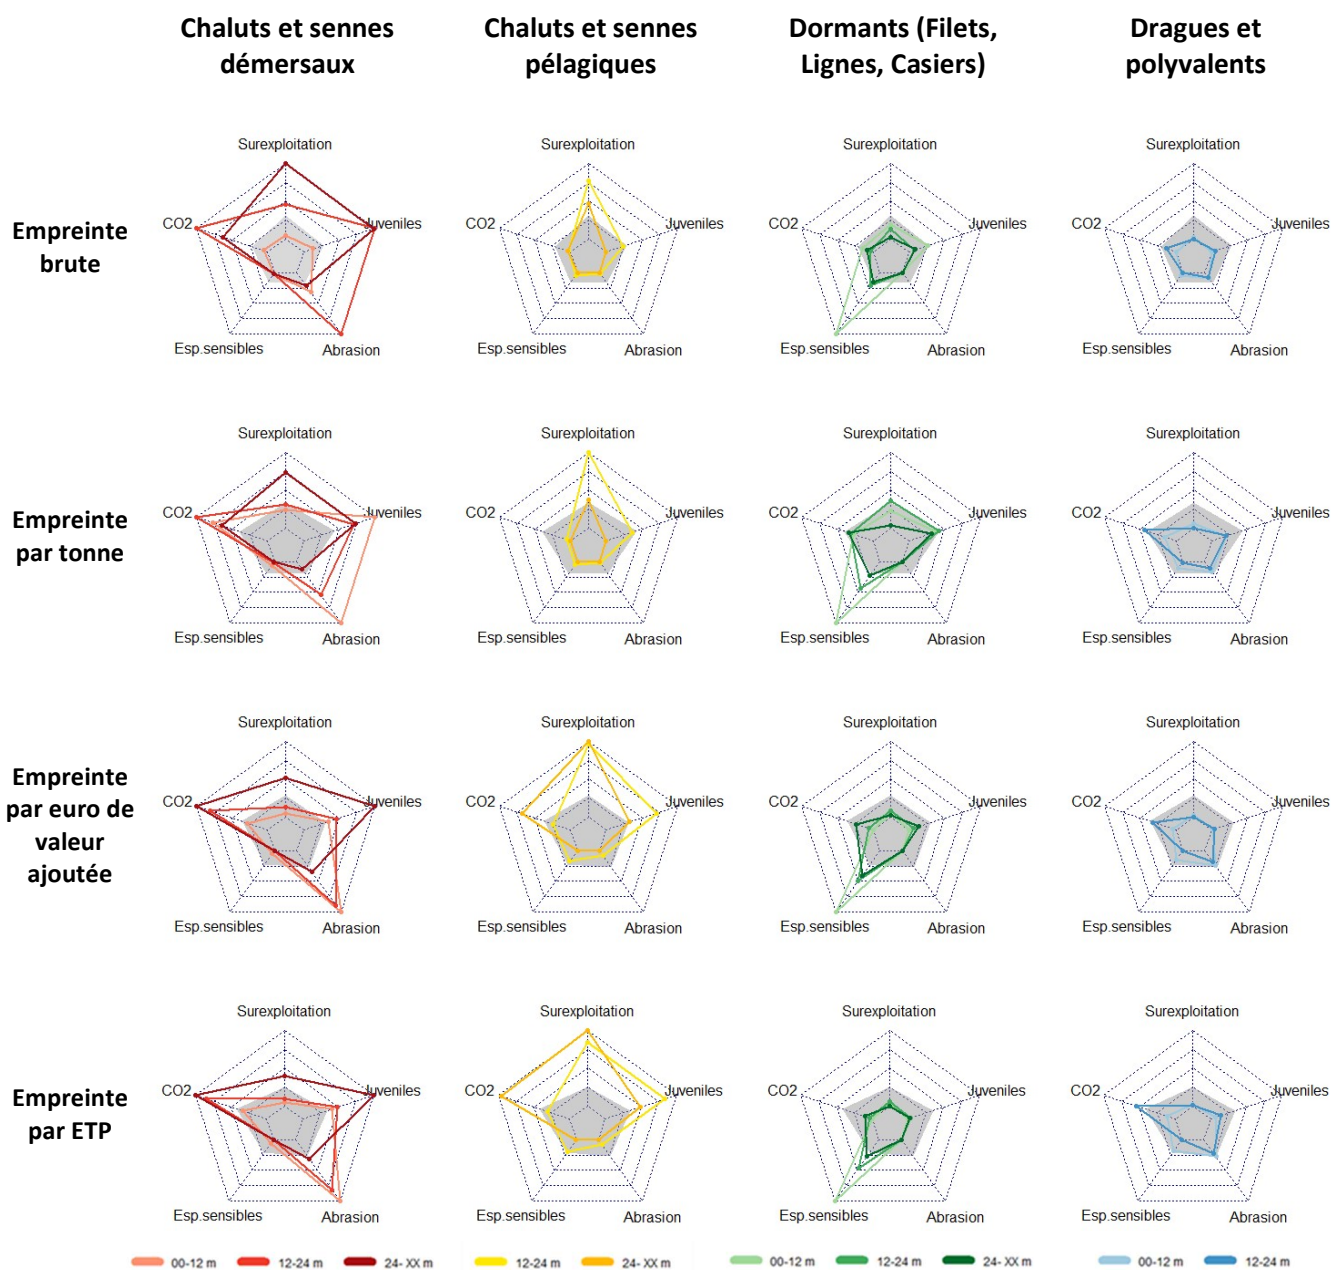 Chaluts et sennes
démersaux
Chaluts et sennes
pélagiques
Dormants (Filets,
Lignes, Casiers)
Dragues et
polyvalents
Empreinte
brute
Surexploitation
CO2
Juveniles
Esp.sensibles
Abrasion
Surexploitation
CO2
Juveniles
Esp.sensibles
Abrasion
Surexploitation
CO2
Juveniles
Esp.sensibles
Abrasion
Surexploitation
CO2
Juveniles
Esp.sensibles
Abrasion
Empreinte
par tonne
Surexploitation
CO2
Juveniles
Esp.sensibles
Abrasion
Surexploitation
CO2
Juveniles
Esp.sensibles
Abrasion
Surexploitation
CO2
Juveniles
Esp.sensibles
Abrasion
Surexploitation
CO2
Juveniles
Esp.sensibles
Abrasion
Empreinte
par euro de
valeur
ajoutée
Surexploitation
CO2
Juveniles
Esp.sensibles
Abrasion
Surexploitation
CO2
Juveniles
Esp.sensibles
Abrasion
Surexploitation
CO2
Juveniles
Esp.sensibles
Abrasion
Surexploitation
CO2
Juveniles
Esp.sensibles
Abrasion
Empreinte
par ETP
Surexploitation
CO2
Juveniles
Esp.sensibles
Abrasion
Surexploitation
CO2
Juveniles
Esp.sensibles
Abrasion
Surexploitation
CO2
Juveniles
Esp.sensibles
Abrasion
Surexploitation
CO2
Juveniles
Esp.sensibles
Abrasion
00-12 m 12-24 m 24- XX m
12-24 m 24- XX m
00-12 m 12-24 m 24- XX m
00-12 m 12-24 m